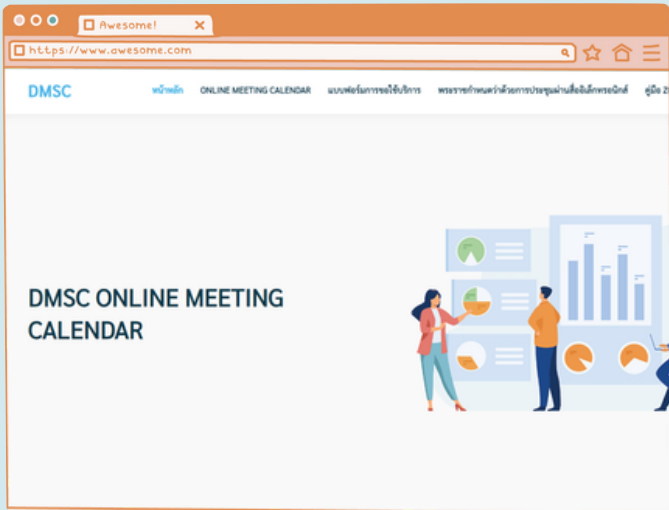 Awesome!
https://www.awesome.com
DMSC หน้าหลัก ONLINE MEETING CALENDAR แบบฟอร์มการขอใช้บริการ พระราชกำหนดว่าด้วยการประชุมผ่านสื่ออิเล็กทรอนิกส์ คู่มือ
DMSC ONLINE MEETING
CALENDAR